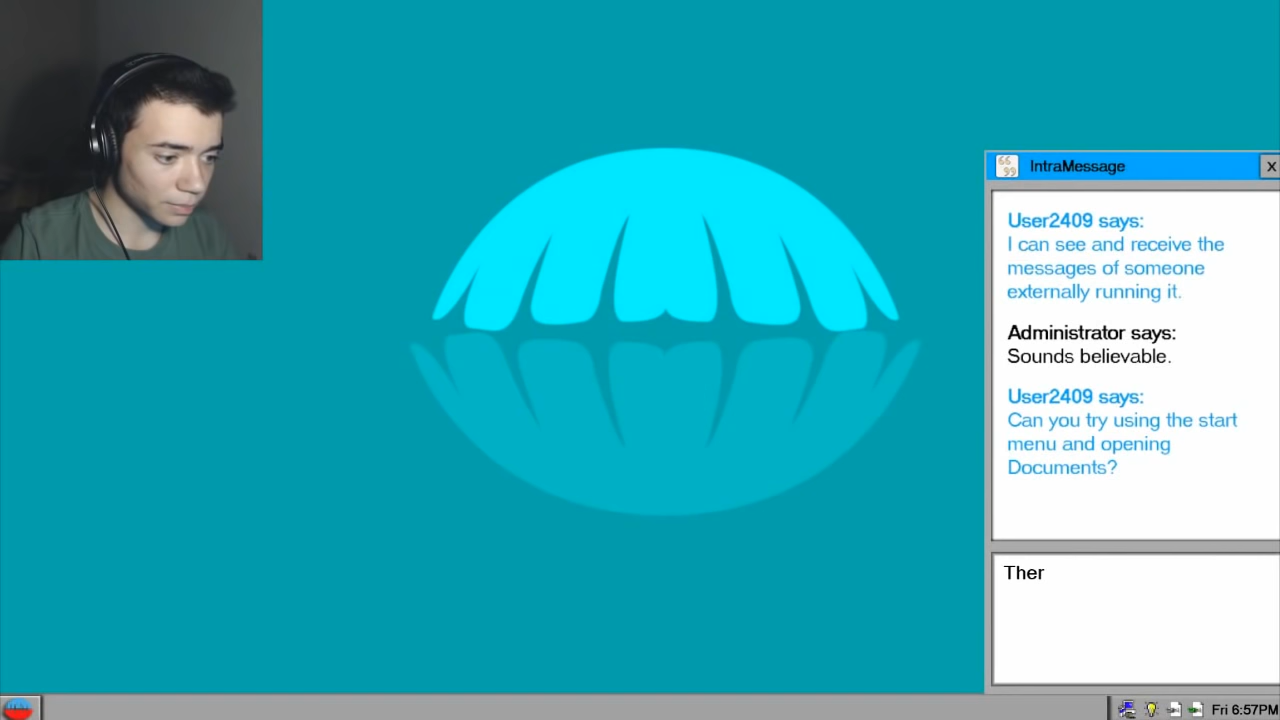 IntraMessage
X
User2409 says:
I can see and receive the
messages of someone
externally running it.
Administrator says:
Sounds believable.
User2409 says:
Can you try using the start
menu and opening
Documents?
Ther
Fri 6:57PM